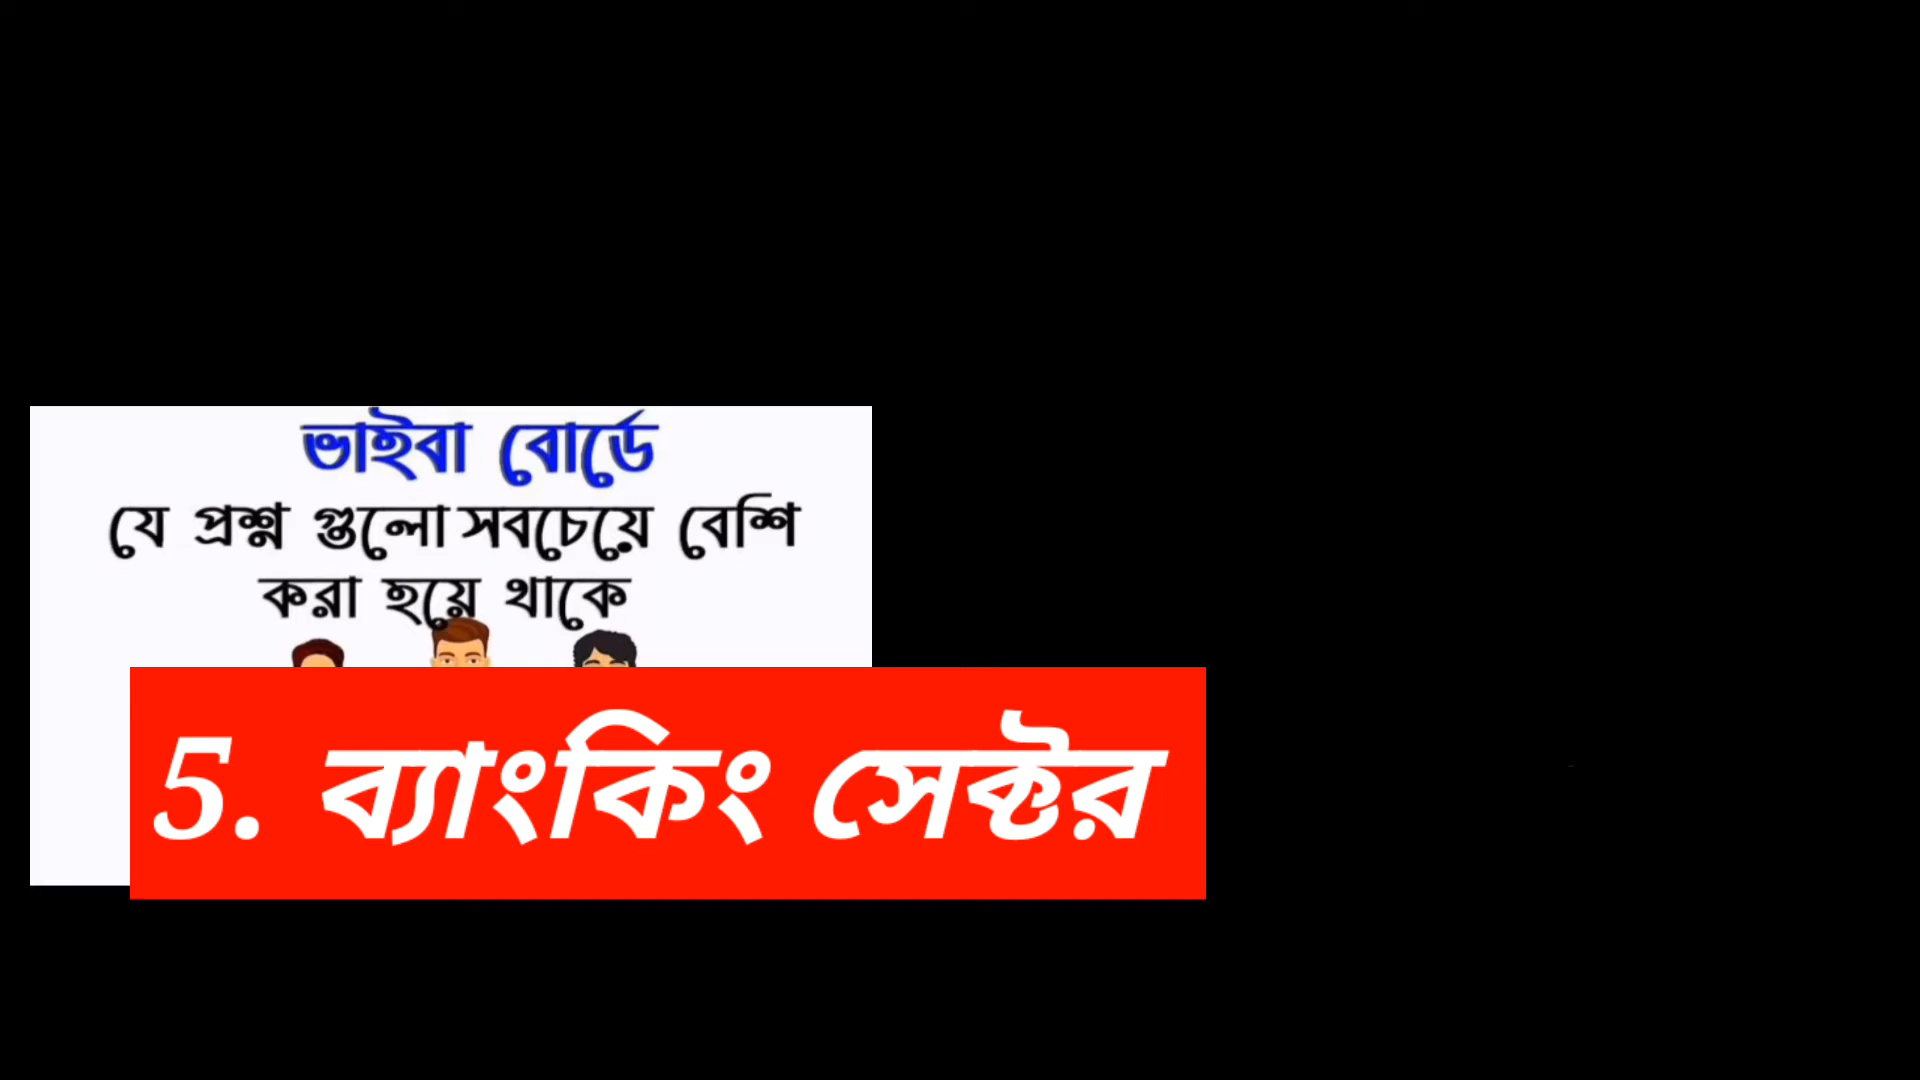 ভাইবা বোর্ডে
যে প্রশ্ন গুলো সবচেয়ে বেশি
করা হয়ে থাকে
5. ব্যাংকিং সেক্টর